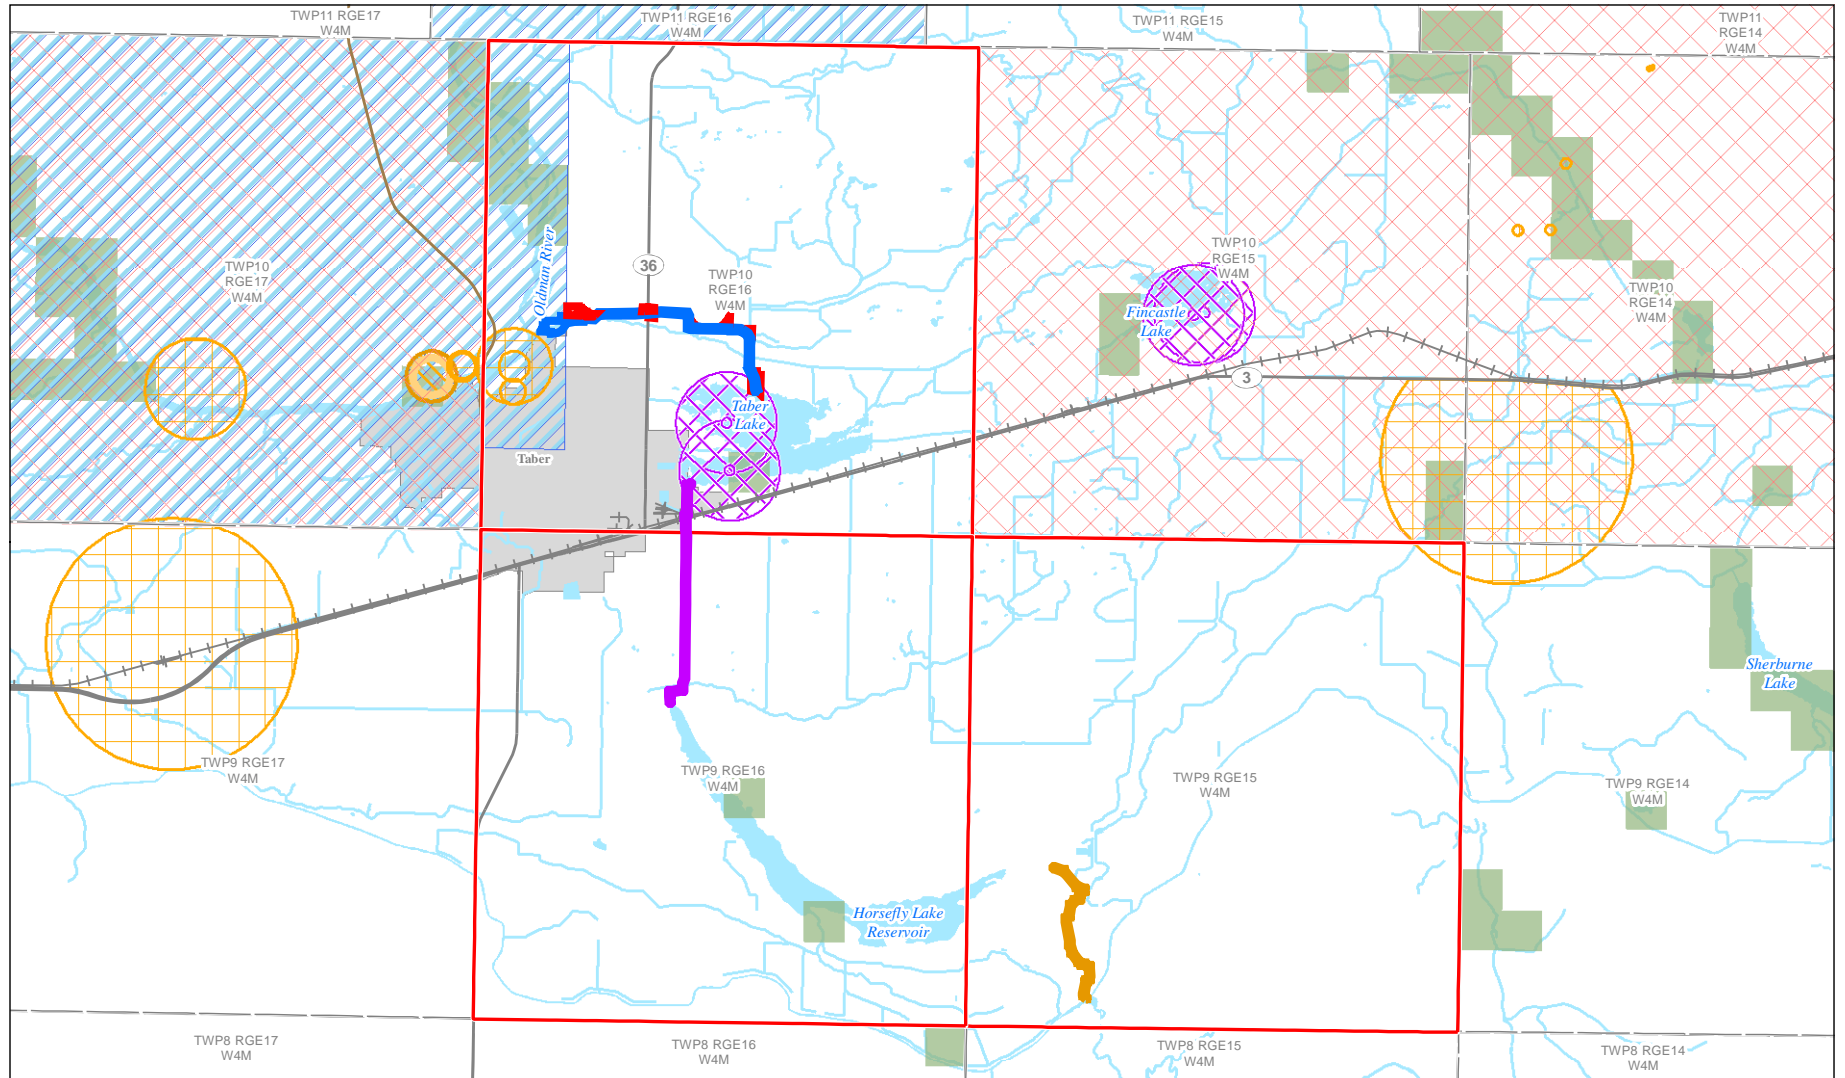 TWP11 RGE17
W4M
TWP11 RGE16
W4M
TWP11 RGE15
W4M
TWP11
RGE14
W4M
TWP10
RGE17
W4M
Oldman River
36
TWP10
RGE16
W4M
TWP10
RGE15
W4M
Fincastle
Lake
TWP10
RGE14
W4M
3
Taber
Lake
Taber
Sherburne
Lake
TWP9 RGE17
W4M
TWP9 RGE16
W4M
TWP9 RGE15
W4M
TWP9 RGE14
W4M
Horsefly Lake
Reservoir
TWP8 RGE17
W4M
TWP8 RGE16
W4M
TWP8 RGE15
W4M
TWP8 RGE14
W4M